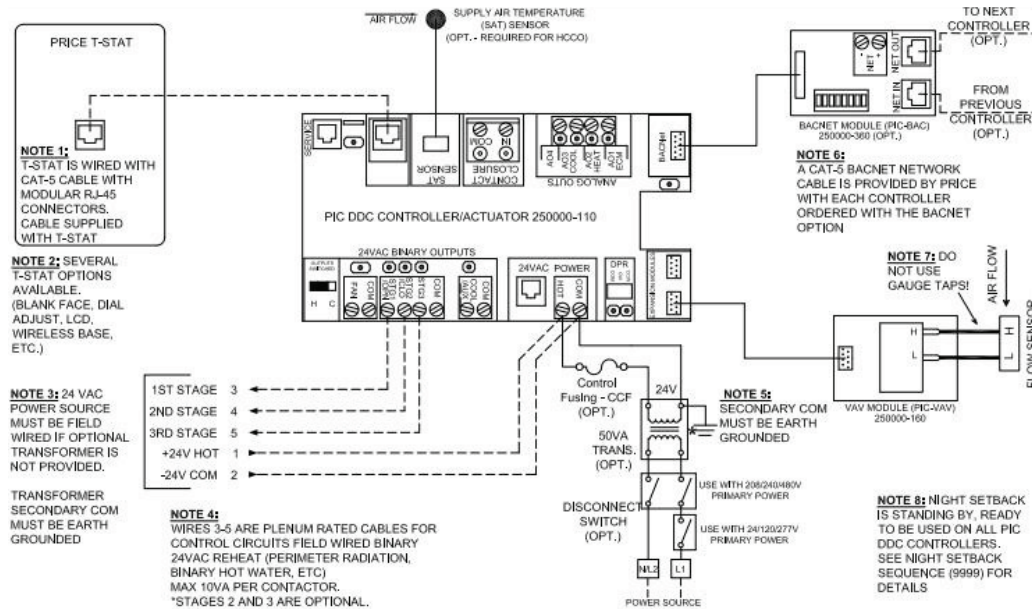 AIR FLOW
SUPPLY AIR TEMPERATURE
(SAT) SENSOR
(OPT. - REQUIRED FOR HCCO)
TO NEXT
CONTROLLER
(OPT.)
PRICE T-STAT
NOTE 1:
T-STAT IS WIRED WITH
CAT-5 CABLE WITH
MODULAR RJ-45
CONNECTORS.
CABLE SUPPLIED
WITH T-STAT
NOTE 2: SEVERAL
T-STAT OPTIONS
AVAILABLE.
(BLANK FACE, DIAL
ADJUST, LCD,
WIRELESS BASE,
ETC.)
NOTE 3: 24 VAC
POWER SOURCE
MUST BE FIELD
WIRED IF OPTIONAL
TRANSFORMER IS
NOT PROVIDED.
TRANSFORMER
SECONDARY COM
MUST BE EARTH
GROUNDED
SERVICE
SAT
SENSOR
COM
IN
CONTACT
CLOSURE
AO4
AO3
COOL
AO2
HEAT
AO1
ECM
ANALOG OUTS
BACNet
PIC DDC CONTROLLER/ACTUATOR 250000-110
24VAC BINARY OUTPUTS
H C
FAN
COM
STG1
(OPN)
STG2
(CLO)
STG3
COM
COOL
(AUX)
COM
24VAC POWER
HOT
COM
DPR
EXPANSION MODULES
1ST STAGE 3
2ND STAGE 4
3RD STAGE 5
+24V HOT 1
-24V COM 2
NOTE 4:
WIRES 3-5 ARE PLENUM RATED CABLES FOR
CONTROL CIRCUITS FIELD WIRED BINARY
24VAC REHEAT (PERIMETER RADIATION,
BINARY HOT WATER, ETC)
MAX 10VA PER CONTACTOR.
*STAGES 2 AND 3 ARE OPTIONAL.
Control
Fusing - CCF
(OPT.)
24V
50VA
TRANS.
(OPT.)
*
NOTE 5:
SECONDARY COM
MUST BE EARTH
GROUNDED
DISCONNECT
SWITCH
(OPT.)
USE WITH 208/240/480V
PRIMARY POWER
USE WITH 24/120/277V
PRIMARY POWER
N/L2
L1
POWER SOURCE
- +
NET
NET OUT
NET IN
FROM
PREVIOUS
CONTROLLER
(OPT.)
BACNET MODULE (PIC-BAC)
250000-360 (OPT.)
NOTE 6:
A CAT-5 BACNET NETWORK
CABLE IS PROVIDED BY PRICE
WITH EACH CONTROLLER
ORDERED WITH THE BACNET
OPTION
NOTE 7: DO
NOT USE
GAUGE TAPS!
AIR FLOW
H
L
H
L
FLOW SENSOR
VAV MODULE (PIC-VAV)
250000-160
NOTE 8: NIGHT SETBACK
IS STANDING BY, READY
TO BE USED ON ALL PIC
DDC CONTROLLERS.
SEE NIGHT SETBACK
SEQUENCE (9999) FOR
DETAILS